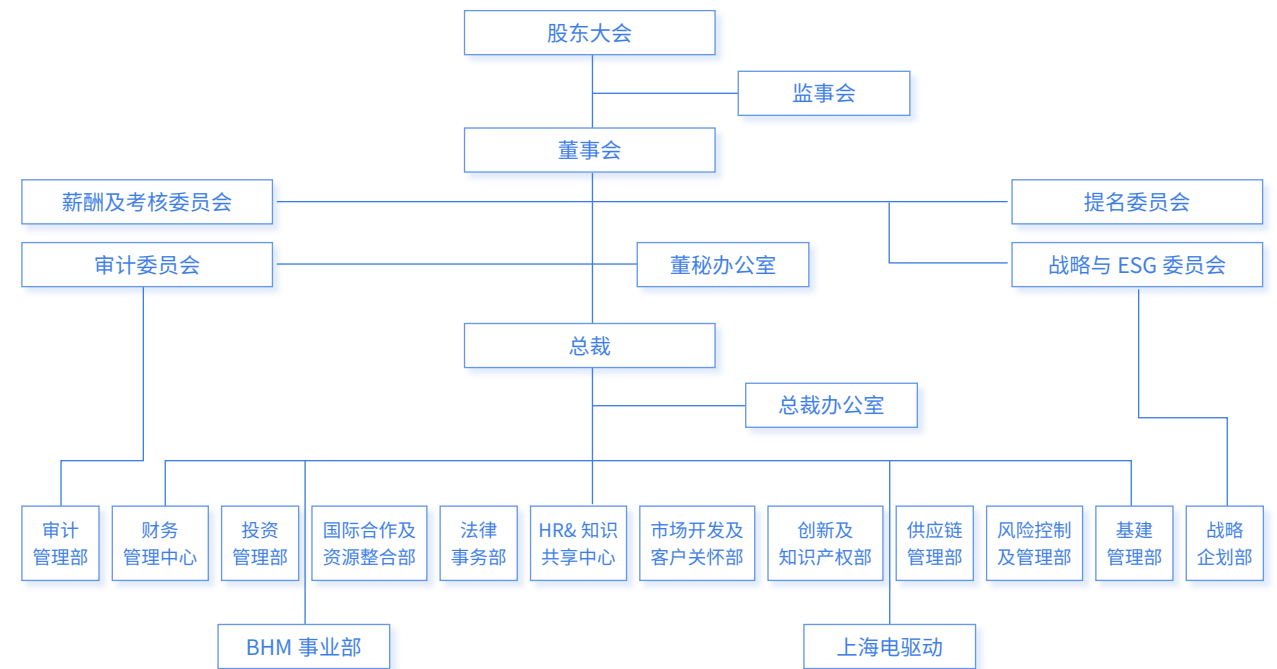 股东大会
监事会
董事会
薪酬及考核委员会
提名委员会
审计委员会
董秘办公室
战略与 ESG 委员会
总裁
总裁办公室
审计
管理部
财务
管理中心
投资
管理部
国际合作及
资源整合部
法律
事务部
HR& 知识
共享中心
市场开发及
客户关怀部
创新及
知识产权部
供应链
管理部
风险控制
及管理部
基建
管理部
战略
企划部
BHM 事业部
上海电驱动